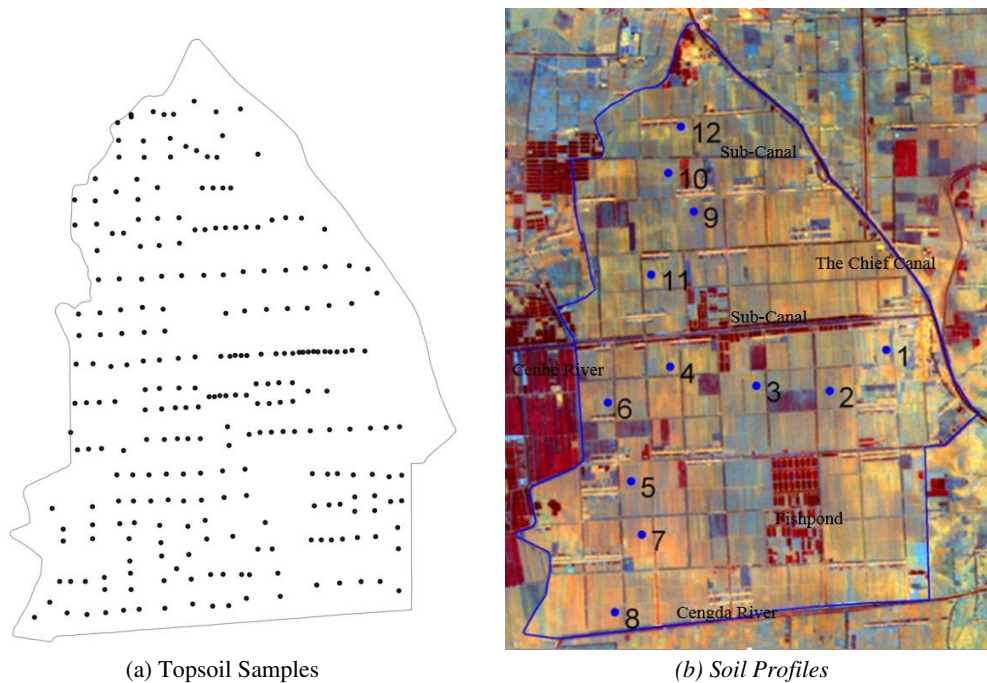 12
Sub-Canal
10
9
The Chief Canal
11
Sub-Canal
1
Cenhe River
4
3
2
6
5
Fishpond
7
8
Cengda River
(a) Topsoil Samples
(b) Soil Profiles